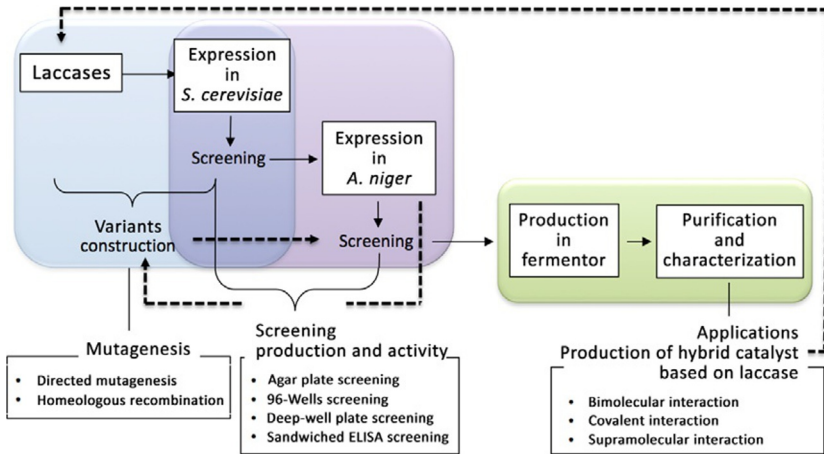 Laccases
Expression
in
S. cerevisiae
Screening
Expression
in
A. niger
Screening
Variants
construction
Production
in
fermentor
Purification
and
characterization
Mutagenesis
• Directed mutagenesis
• Homeologous recombination
Screening
production and activity
• Agar plate screening
• 96-Wells screening
• Deep-well plate screening
• Sandwiched ELISA screening
Applications
Production of hybrid catalyst
based on laccase
• Bimolecular interaction
• Covalent interaction
• Supramolecular interaction